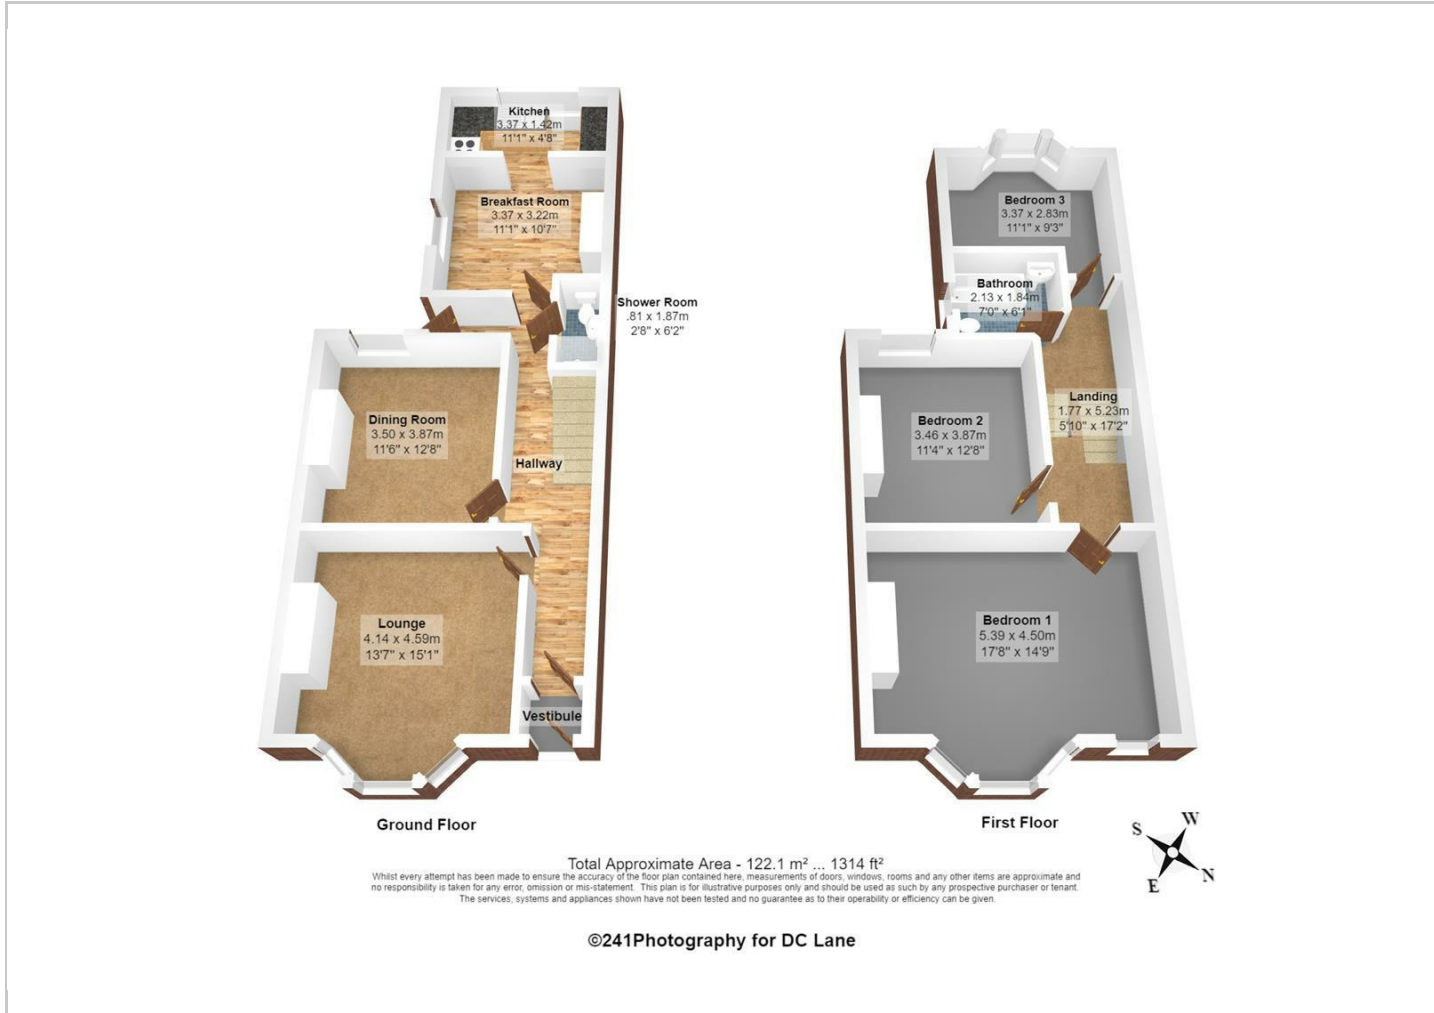 Kitchen
3.37 x 1.42m
11'1" x 4'8"
Breakfast Room
3.37 x 3.22m
11'1" x 10'7"
Shower Room
.81 x 1.87m
2'8" x 6'2"
Dining Room
3.50 x 3.87m
11'6" x 12'8"
Hallway
Lounge
4.14 x 4.59m
13'7" x 15'1"
Vestibule
Ground Floor
Bedroom 3
3.37 x 2.83m
11'1" x 9'3"
Bathroom
2.13 x 1.84m
7'0" x 6'1"
Landing
1.77 x 5.23m
5'10" x 17'2"
Bedroom 2
3.46 x 3.87m
11'4" x 12'8"
Bedroom 1
5.39 x 4.50m
17'8" x 14'9"
First Floor
S W
E N
Total Approximate Area - 122.1 m² ... 1314 ft²
Whilst every attempt has been made to ensure the accuracy of the floor plan contained here, measurements of doors, windows, rooms and any other items are approximate and
no responsibility is taken for any error, omission or mis-statement. This plan is for illustrative purposes only and should be used as such by any prospective purchaser or tenant.
The services, systems and appliances shown have not been tested and no guarantee as to their operability or efficiency can be given.
©241Photography for DC Lane